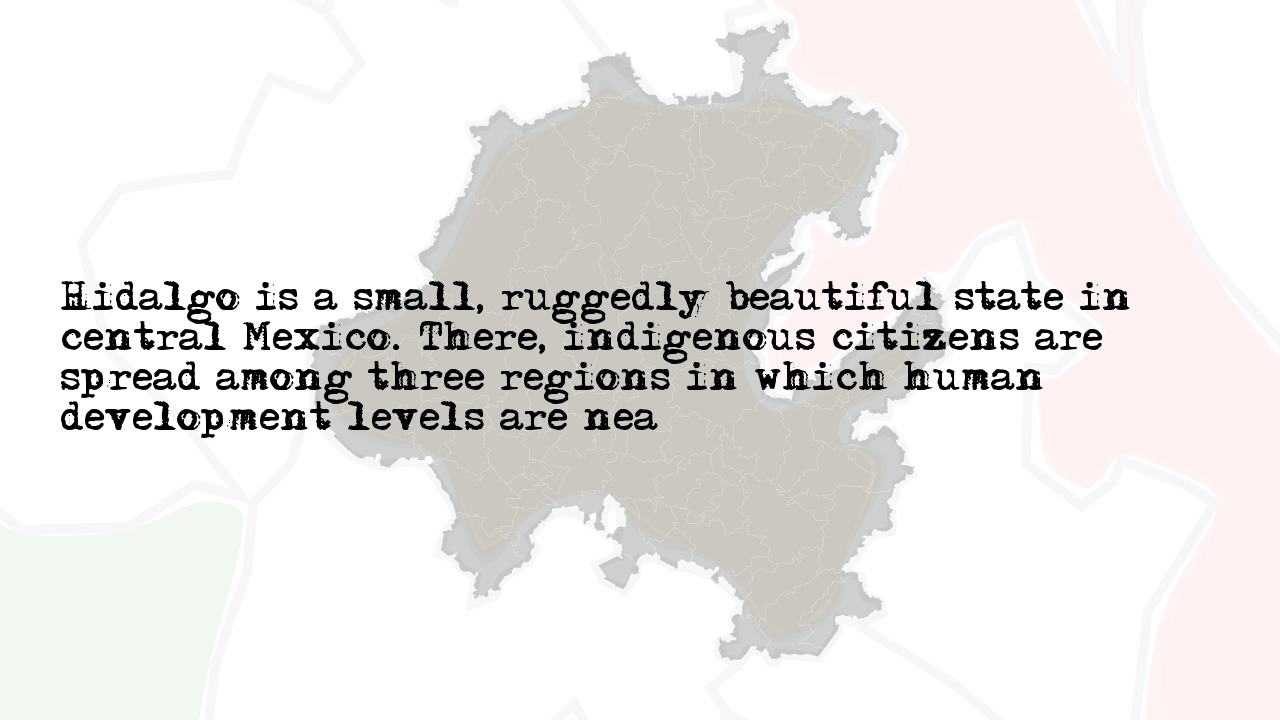 Hidalgo is a small, ruggedly beautiful state in
central Mexico. There, indigenous citizens are
spread among three regions in which human
development levels are nea